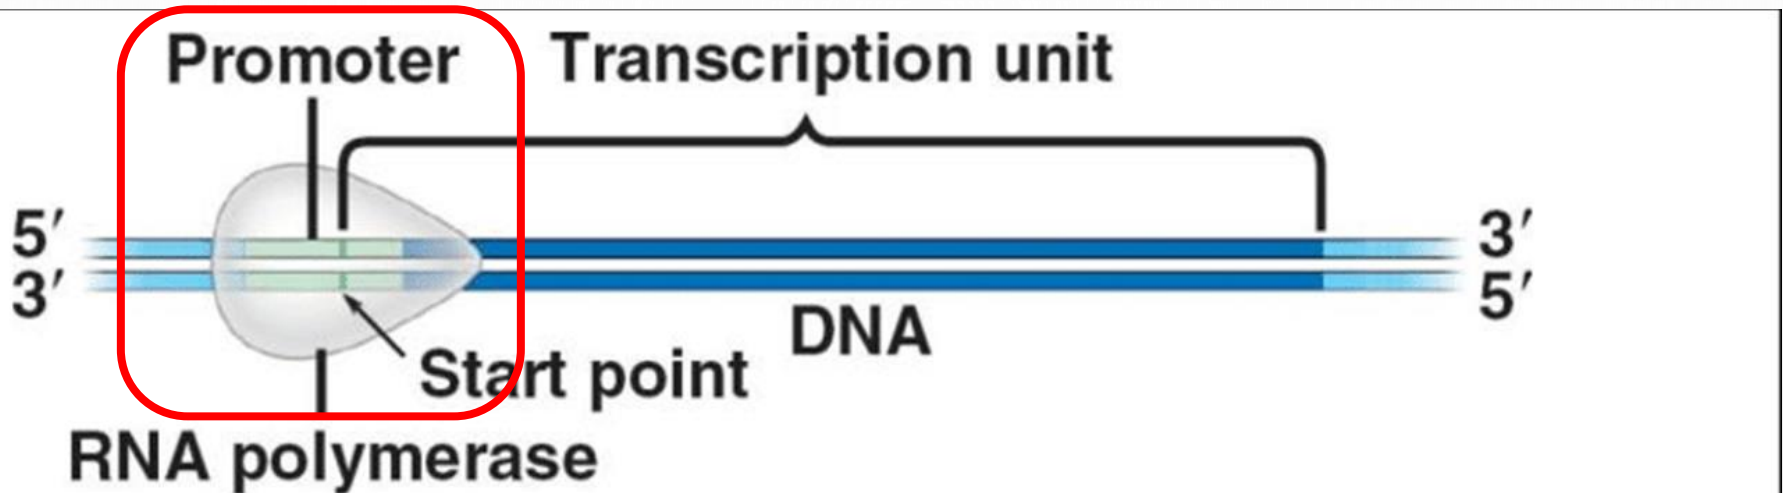 Promoter
Transcription unit
5′ 3′
3′ 5′
DNA
Start point
RNA polymerase